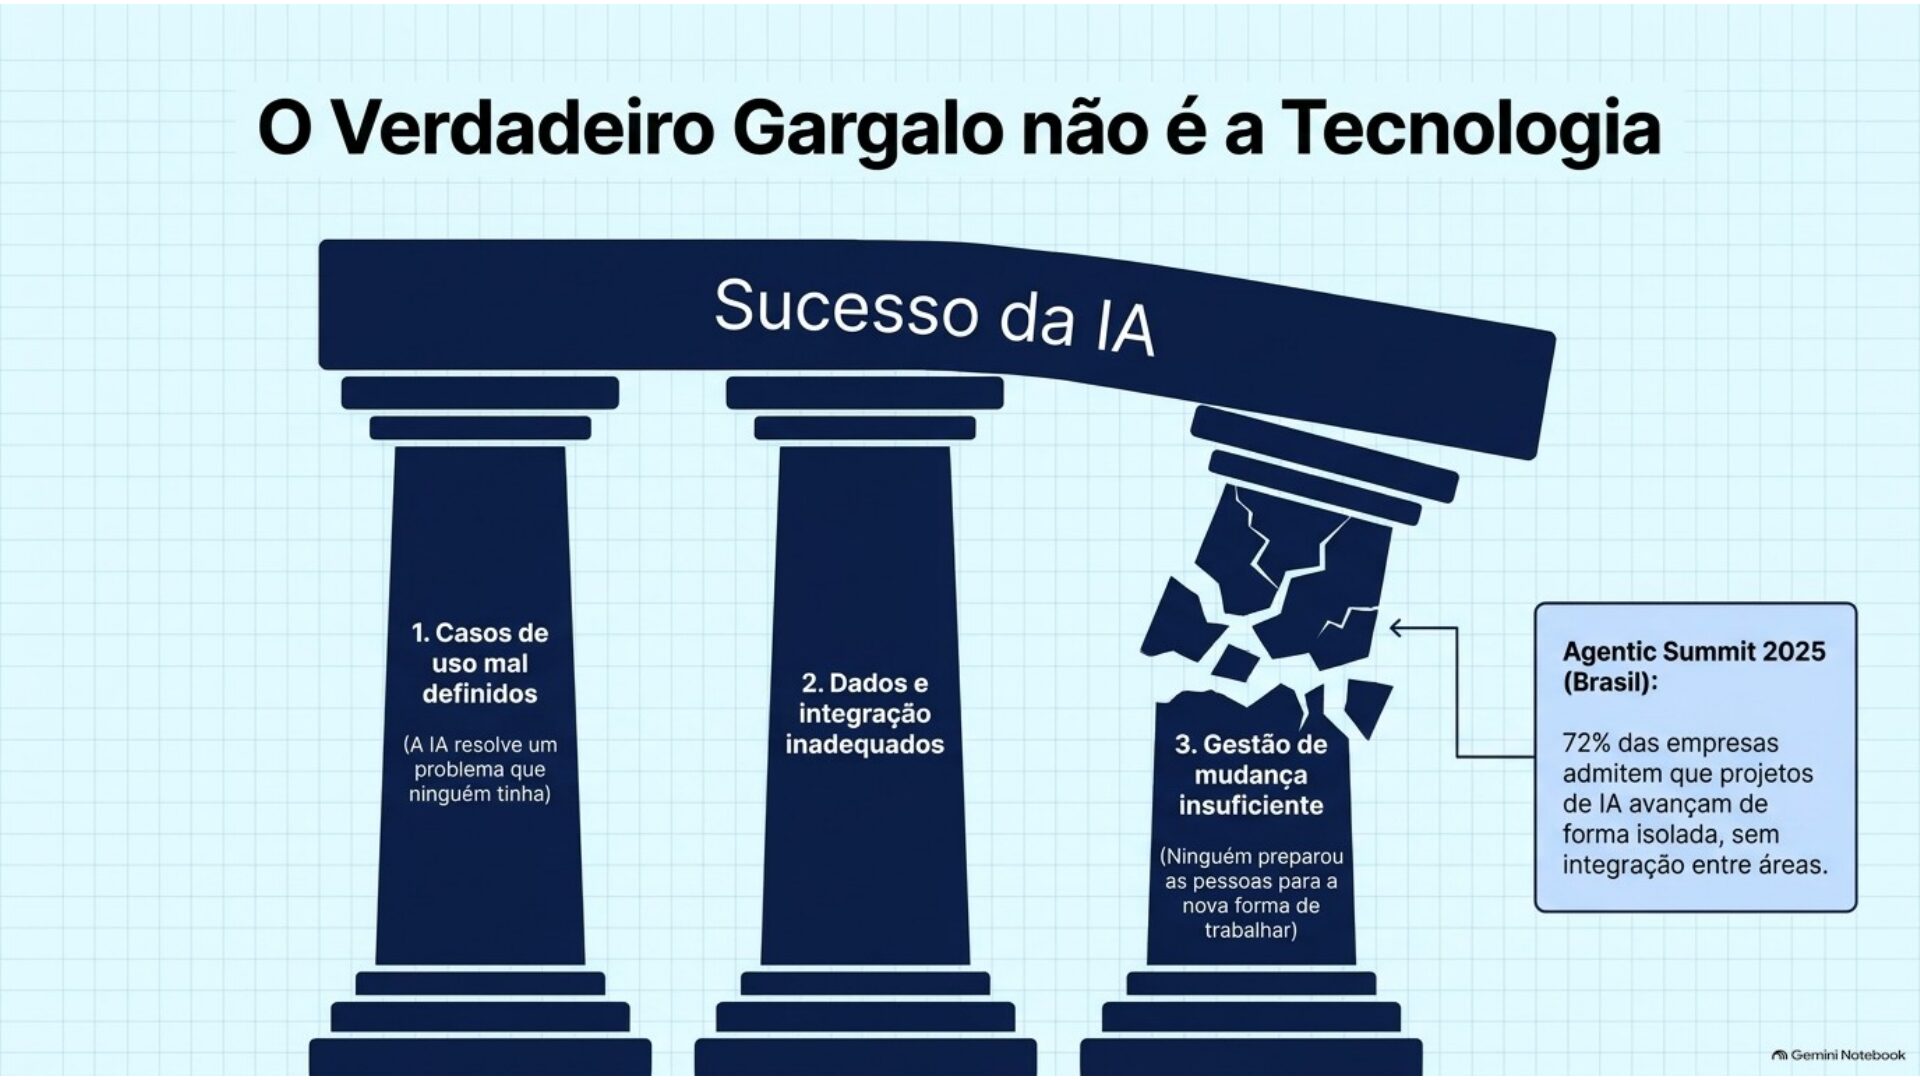 O Verdadeiro Gargalo não é a Tecnologia
Sucesso da IA
1. Casos de
uso mal
definidos
(A IA resolve um
problema que
ninguém tinha)
2. Dados e
integração
inadequados
3. Gestão de
mudança
insuficiente
(Ninguém preparou
as pessoas para a
nova forma de
trabalhar)
Agentic Summit 2025
(Brasil):
72% das empresas
admitem que projetos
de IA avançam de
forma isolada, sem
integração entre áreas.
Gemini Notebook